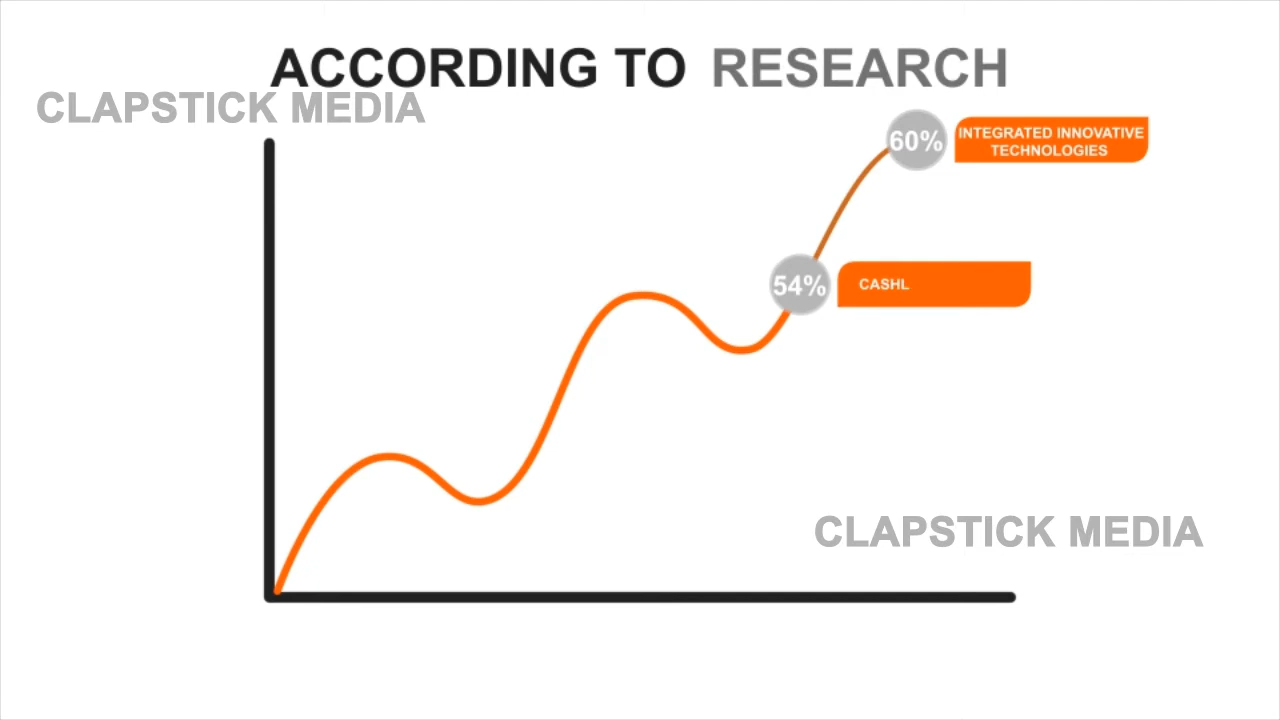 ACCORDING TO RESEARCH
CLAPSTICK MEDIA
60%
INTEGRATED INNOVATIVE
TECHNOLOGIES
54%
CASHL
CLAPSTICK MEDIA